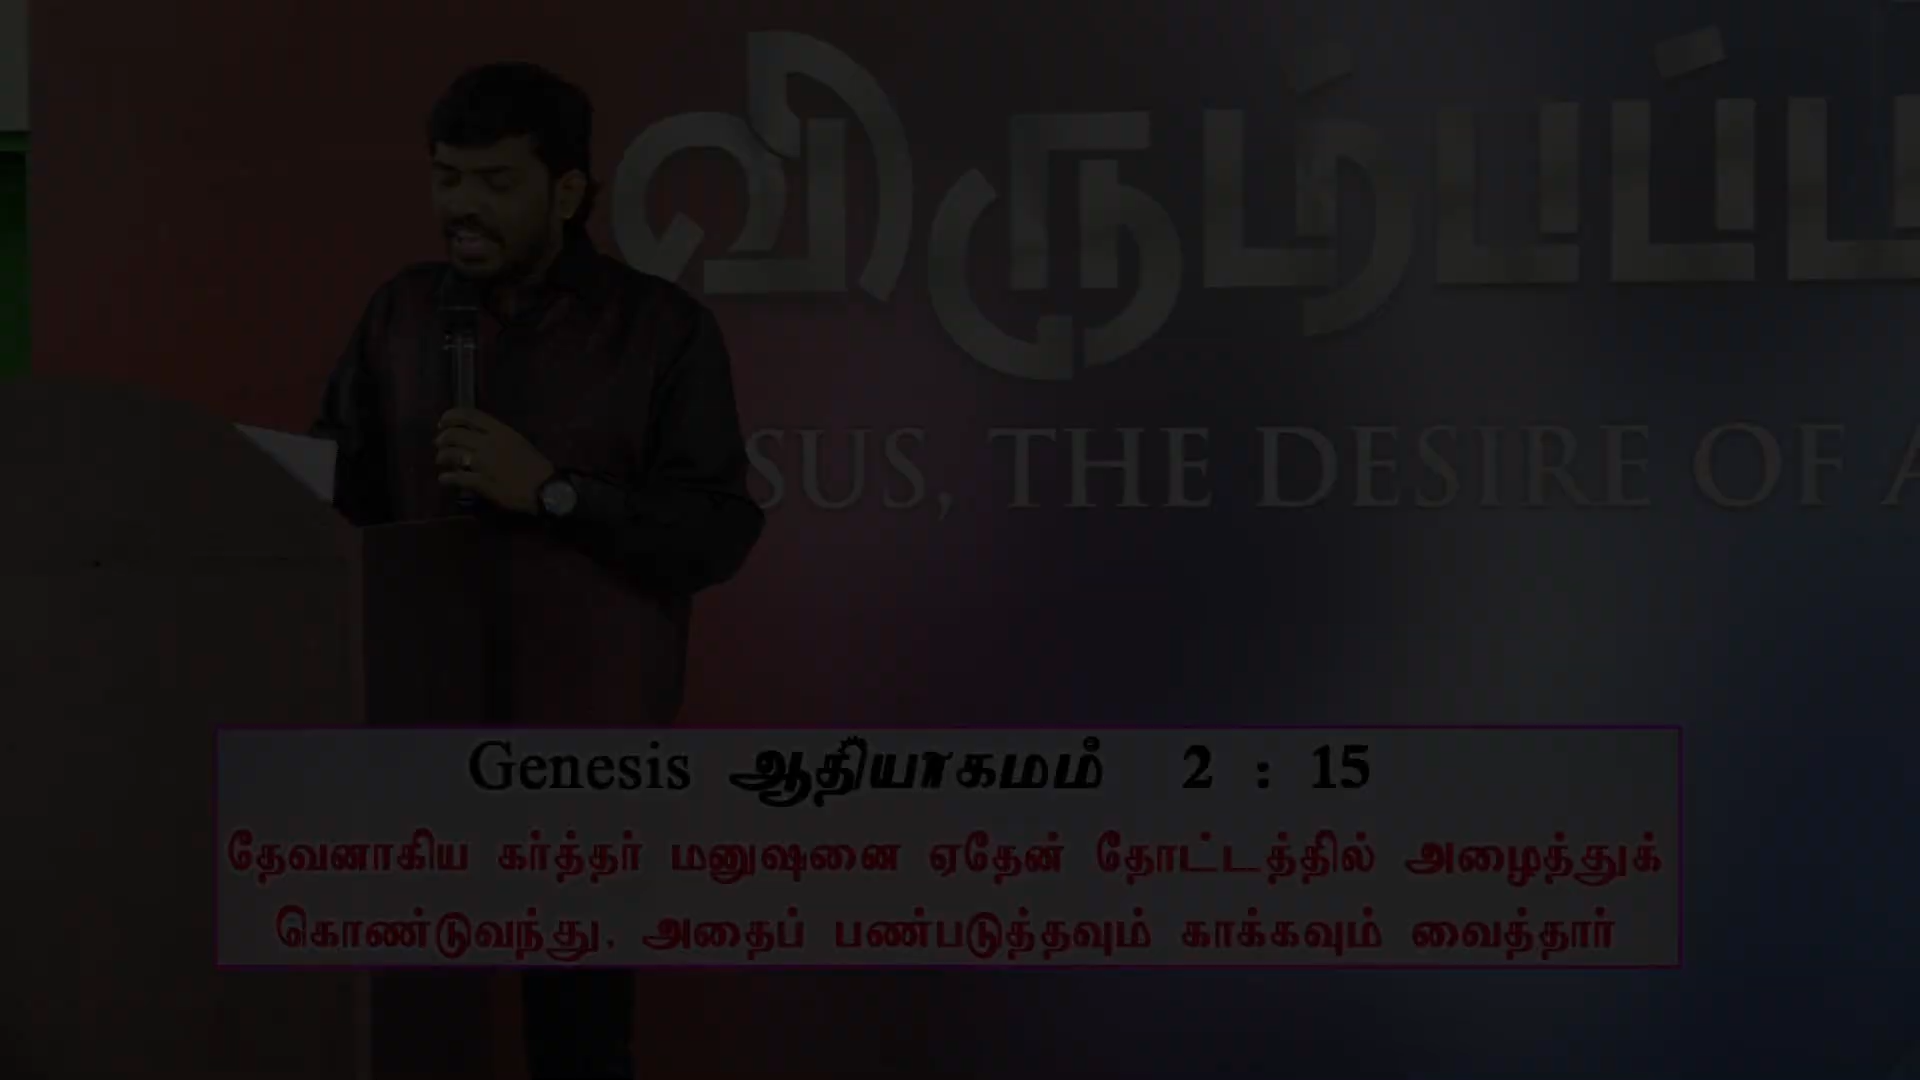 விரும்பப்
SUS, THE DESIRE OF A
Genesis ஆதியாகமம் 2 : 15
தேவனாகிய கர்த்தர் மனுஷனை ஏதேன் தோட்டத்தில் அழைத்துக்
கொண்டுவந்து, அதைப் பண்படுத்தவும் காக்கவும் வைத்தார்